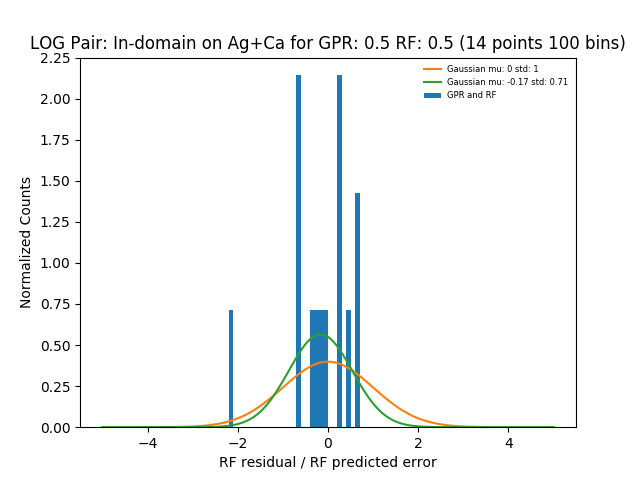 LOG Pair: In-domain on Ag+Ca for GPR: 0.5 RF: 0.5 (14 points 100 bins)
Gaussian mu: 0 std: 1
Gaussian mu: -0.17 std: 0.71
GPR and RF
Normalized Counts
2.25
2.00
1.75
1.50
1.25
1.00
0.75
0.50
0.25
0.00
−4 −2 0 2 4
RF residual / RF predicted error